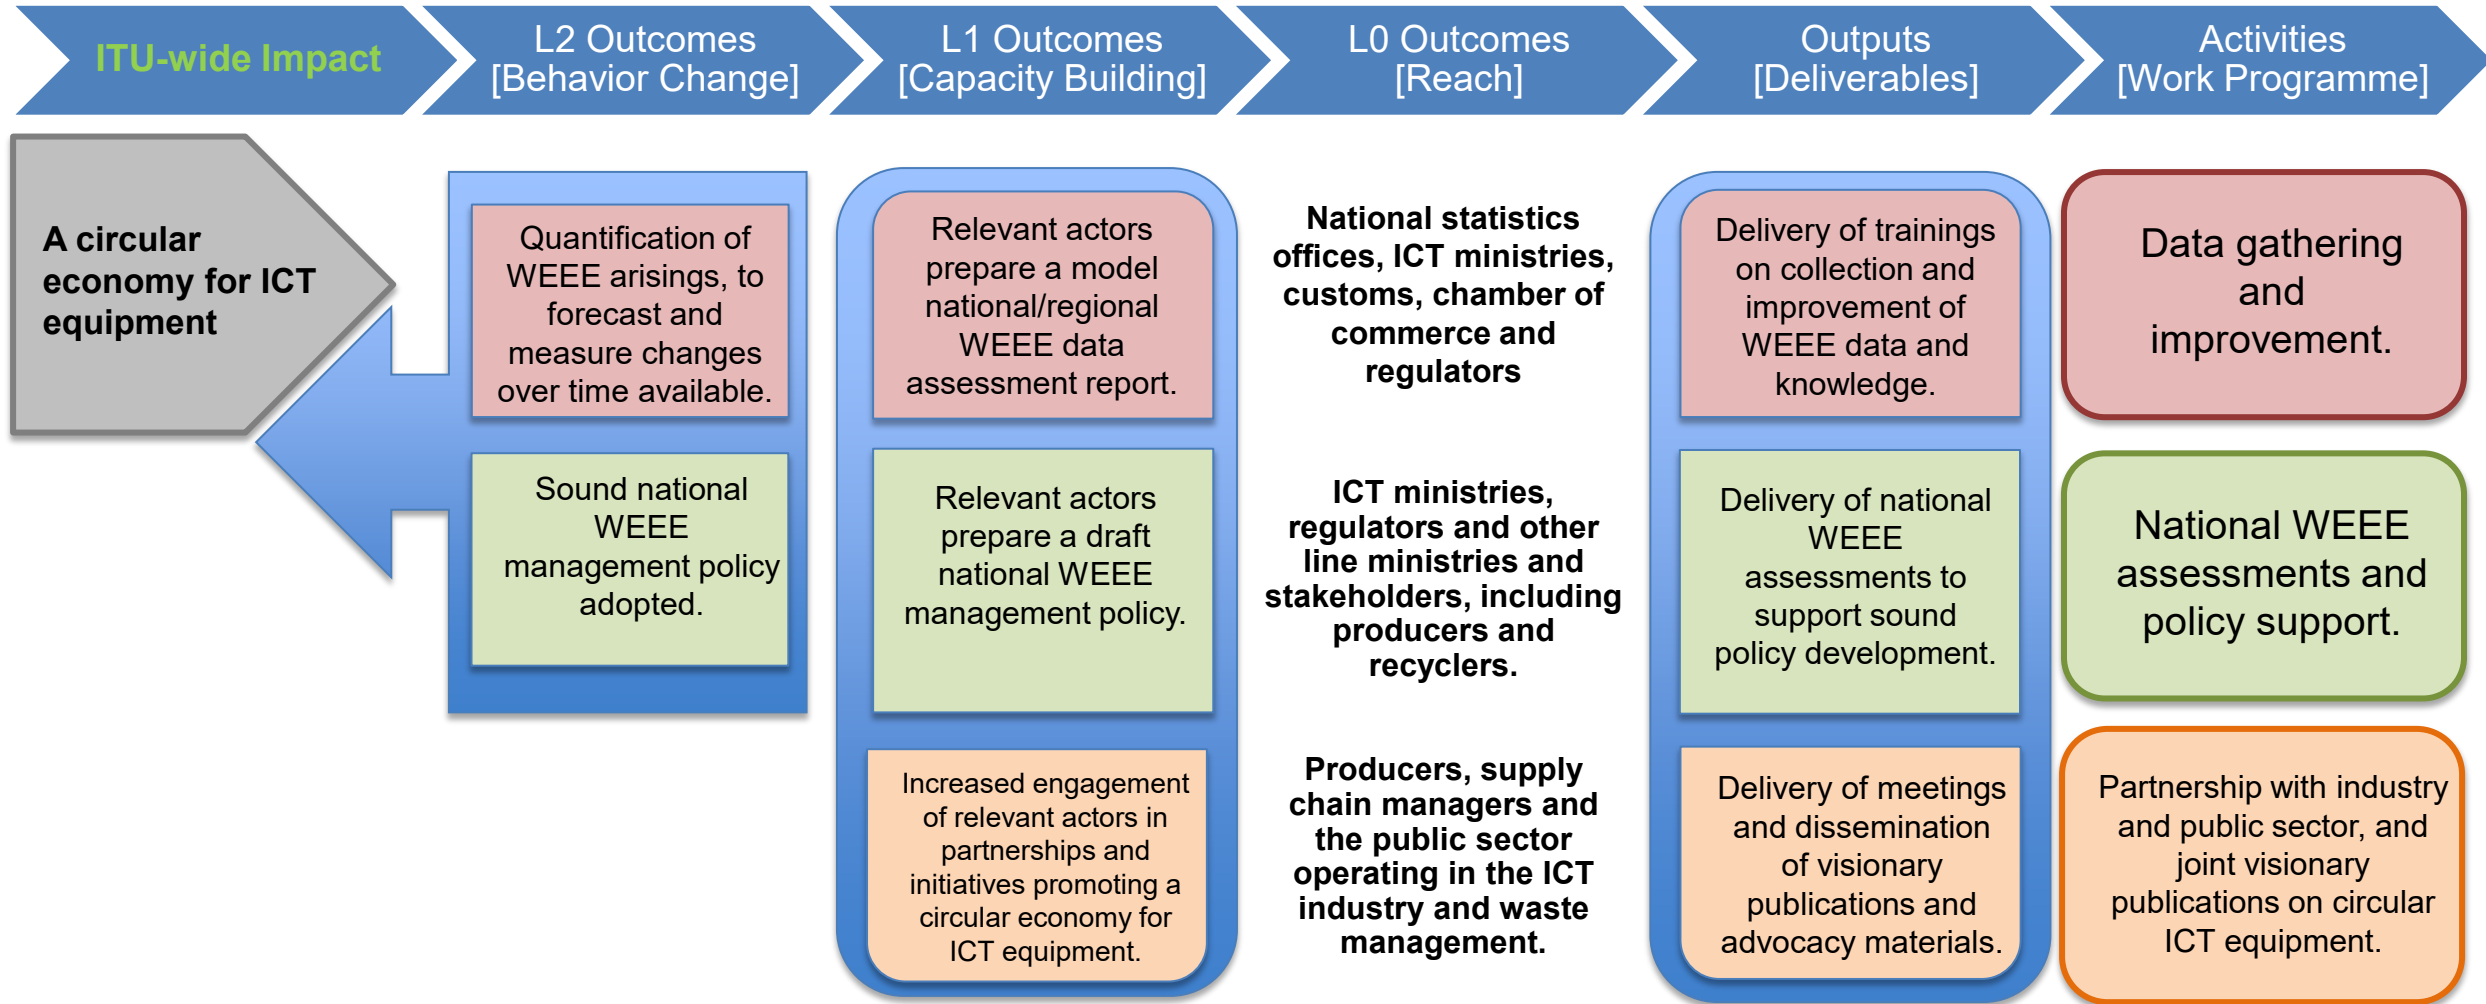 ITU-wide Impact
L2 Outcomes
[Behavior Change]
L1 Outcomes
[Capacity Building]
L0 Outcomes
[Reach]
Outputs
[Deliverables]
Activities
[Work Programme]
A circular
economy for ICT
equipment
Quantification of
WEEE arisings, to
forecast and
measure changes
over time available.
Relevant actors
prepare a model
national/regional
WEEE data
assessment report.
National statistics
offices, ICT ministries,
customs, chamber of
commerce and
regulators
Delivery of trainings
on collection and
improvement of
WEEE data and
knowledge.
Data gathering
and
improvement.
Sound national
WEEE
management policy
adopted.
Relevant actors
prepare a draft
national WEEE
management policy.
ICT ministries,
regulators and other
line ministries and
stakeholders, including
producers and
recyclers.
Delivery of national
WEEE
assessments to
support sound
policy development.
National WEEE
assessments and
policy support.
Increased engagement
of relevant actors in
partnerships and
initiatives promoting a
circular economy for
ICT equipment.
Producers, supply
chain managers and
the public sector
operating in the ICT
industry and waste
management.
Delivery of meetings
and dissemination
of visionary
publications and
advocacy materials.
Partnership with industry
and public sector, and
joint visionary
publications on circular
ICT equipment.